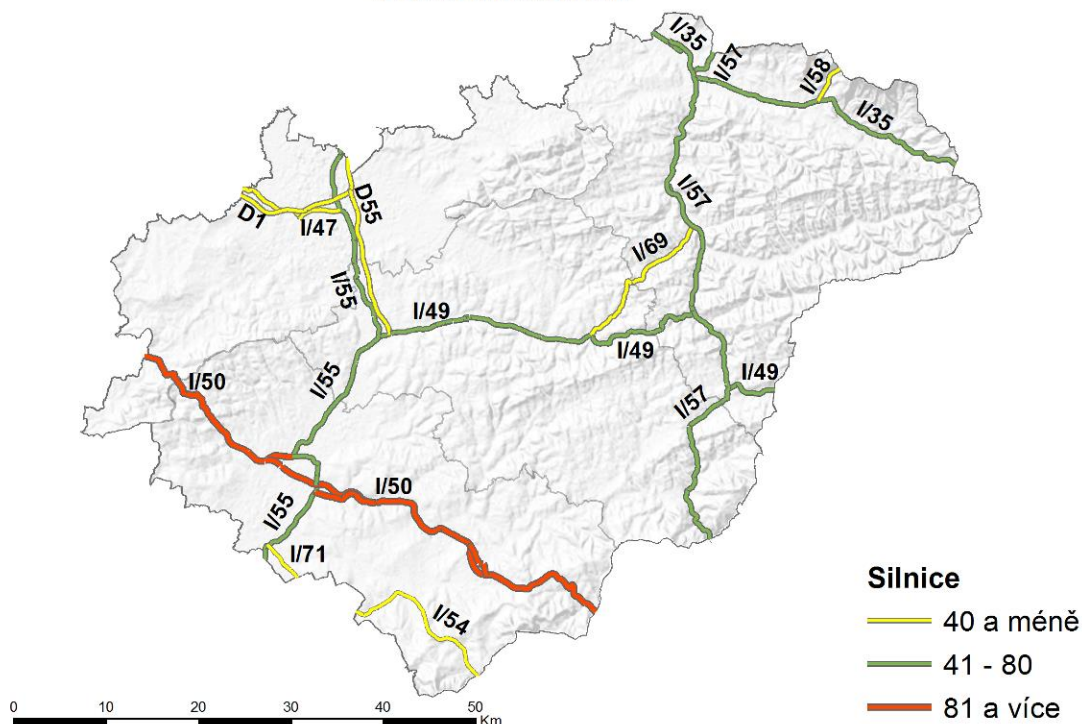 I/35
I/57
I/58
I/35
D1
I/47
D55
I/57
I/69
I/55
I/49
I/49
I/49
I/50
I/55
I/57
I/50
I/55
I/71
I/54
Silnice
40 a méně
41 - 80
81 a více
0 10 20 30 40 50
Km